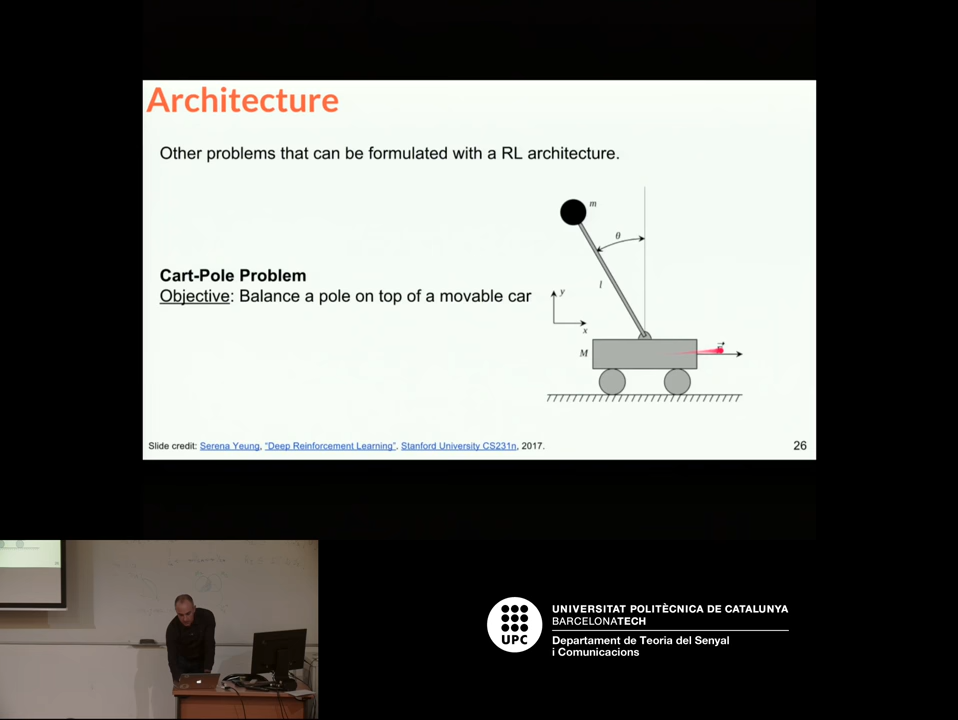 Architecture
Other problems that can be formulated with a RL architecture.
m
θ
Cart-Pole Problem
Objective: Balance a pole on top of a movable car
l
y
x
M
Slide credit: Serena Yeung, “Deep Reinforcement Learning”. Stanford University CS231n, 2017.
26
UPC
UNIVERSITAT POLITÈCNICA DE CATALUNYA
BARCELONATECH
Departament de Teoria del Senyal
i Comunicacions